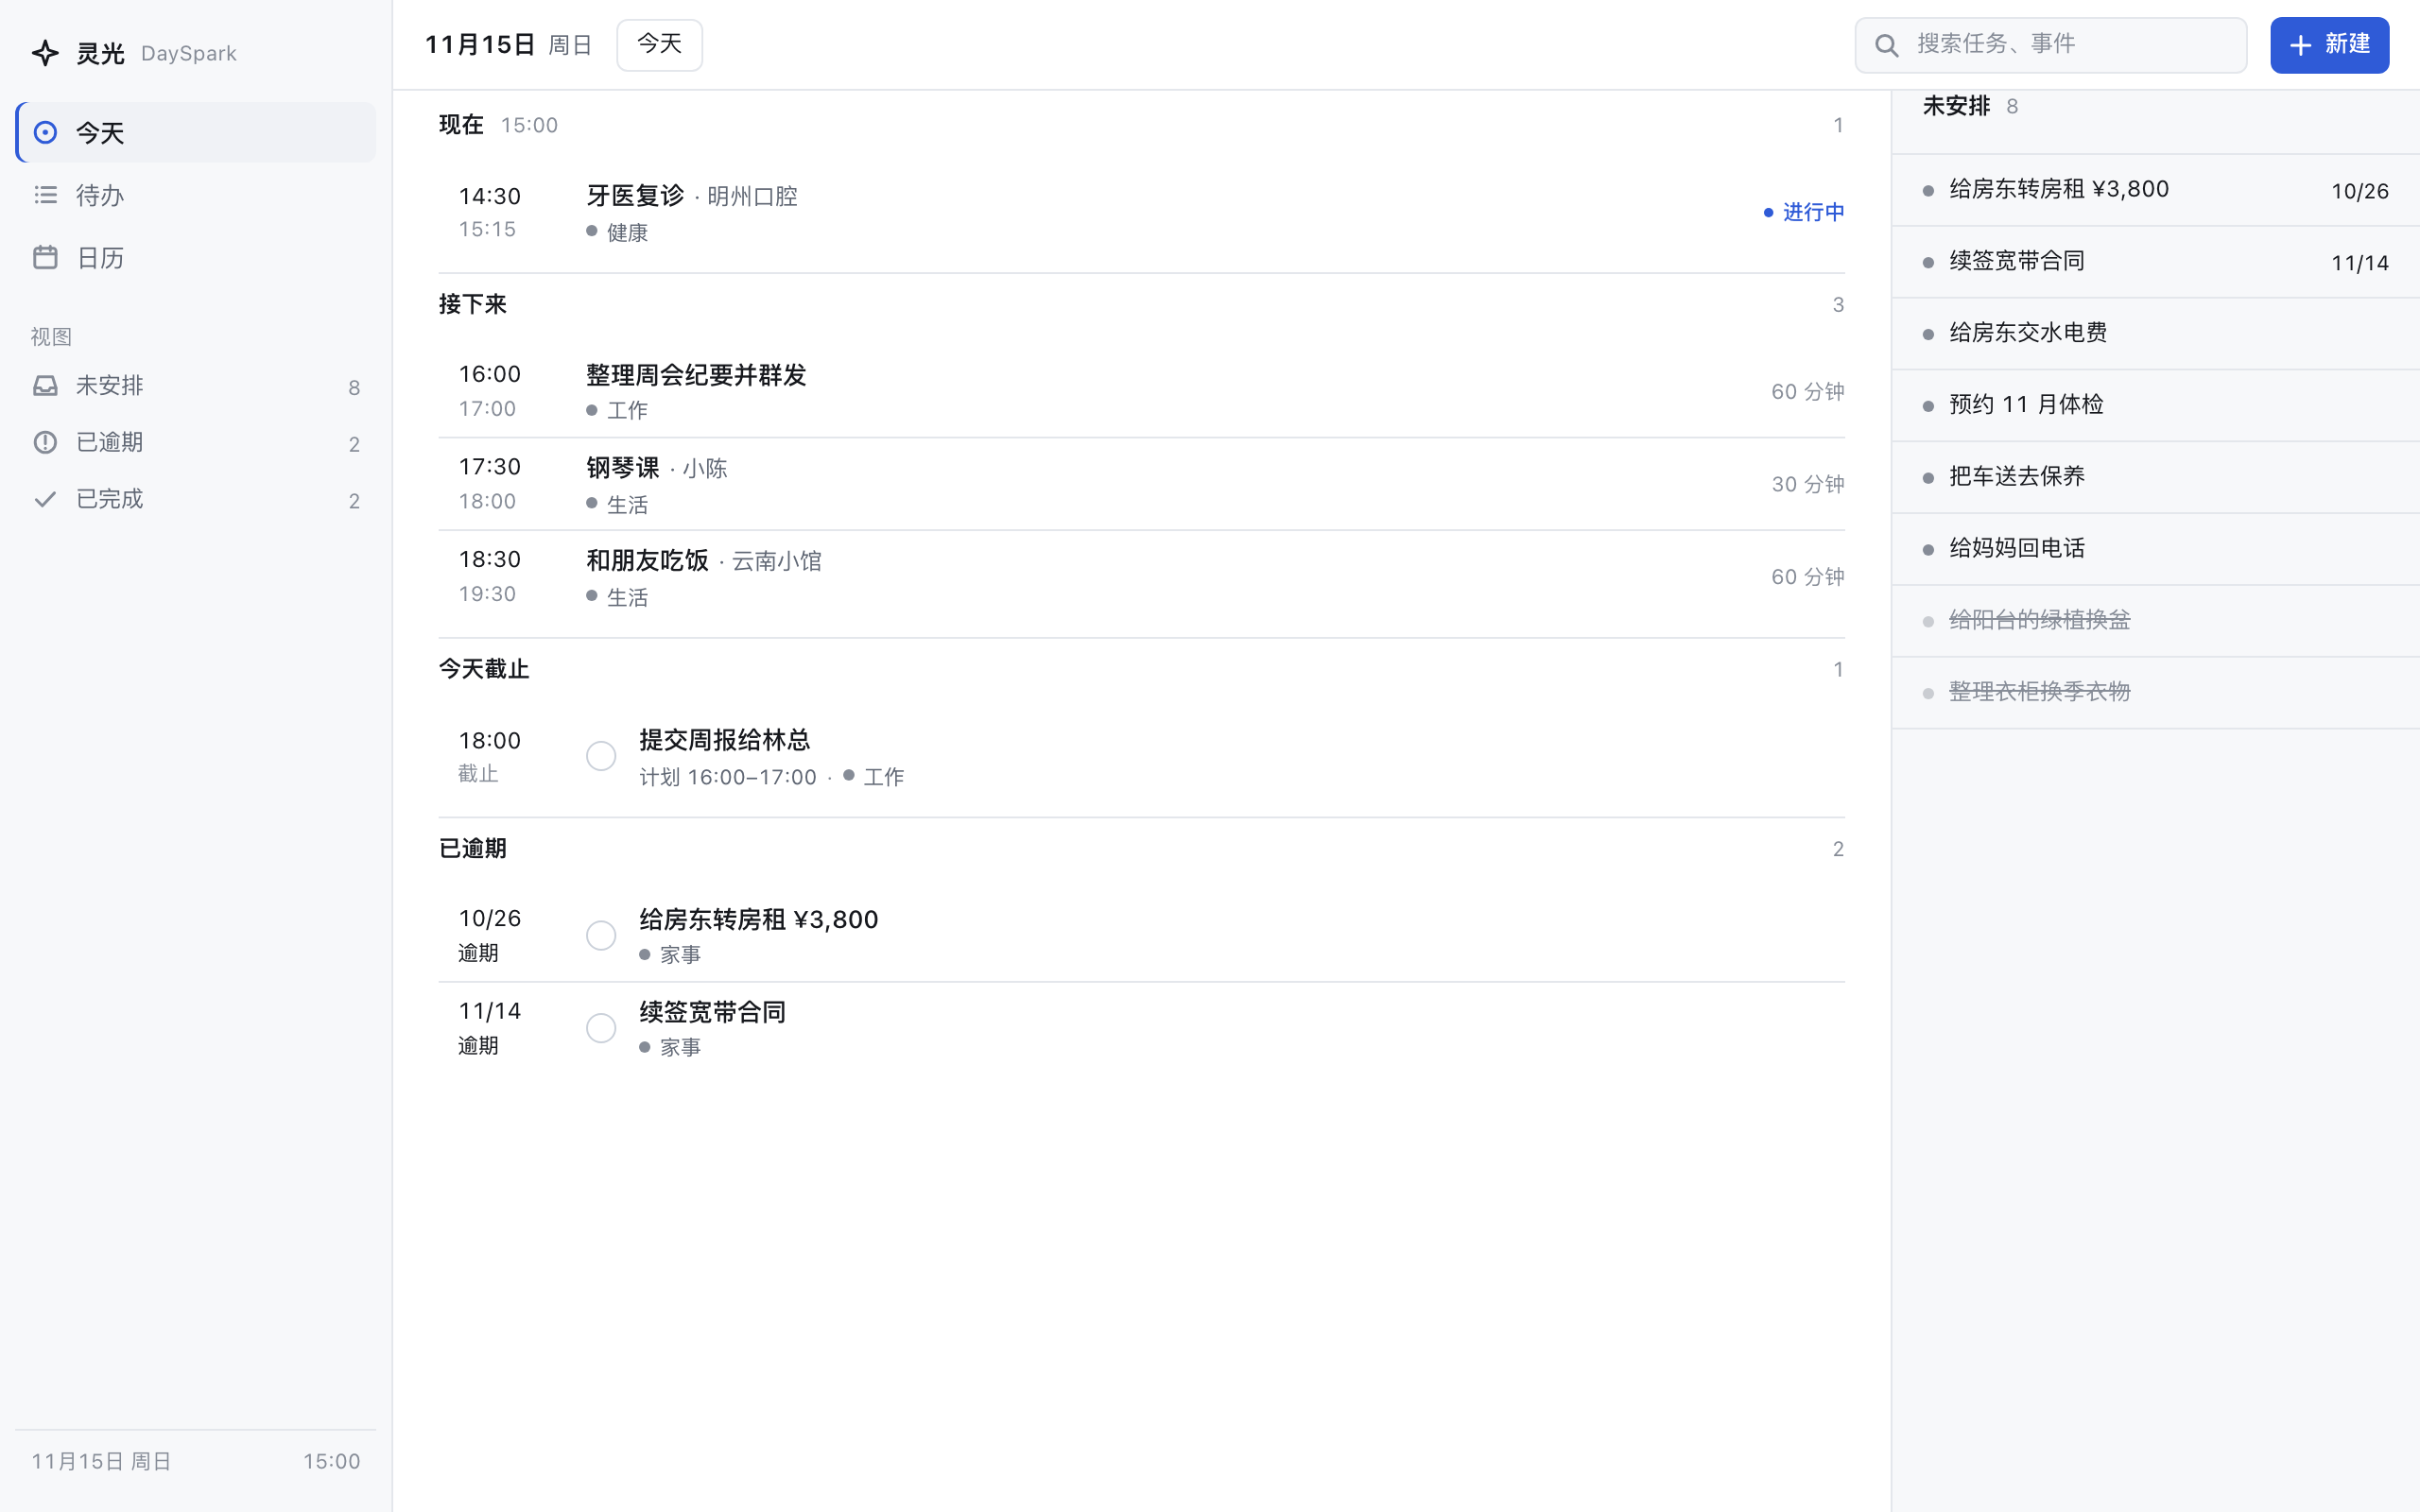 灵光 DaySpark
今天
待办
日历
视图
未安排 8
已逾期 2
已完成 2
11月15日 周日 15:00
11月15日 周日 今天
搜索任务、事件
新建
现在 15:00 1
14:30 牙医复诊 · 明州口腔
15:15 健康
进行中
接下来 3
16:00 整理周会纪要并群发
17:00 工作
60 分钟
17:30 钢琴课 · 小陈
18:00 生活
30 分钟
18:30 和朋友吃饭 · 云南小馆
19:30 生活
60 分钟
今天截止 1
18:00 提交周报给林总
截止 计划 16:00–17:00 · 工作
已逾期 2
10/26 给房东转房租 ¥3,800
逾期 家事
11/14 续签宽带合同
逾期 家事
未安排 8
给房东转房租 ¥3,800 10/26
续签宽带合同 11/14
给房东交水电费
预约 11 月体检
把车送去保养
给妈妈回电话
给阳台的绿植换盆
整理衣柜换季衣物